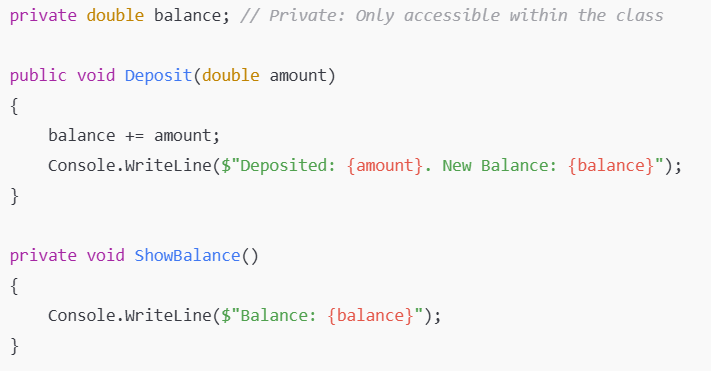 private double balance; // Private: Only accessible within the class
public void Deposit(double amount)
{
    balance += amount;
    Console.WriteLine($"Deposited: {amount}. New Balance: {balance}");
}
private void ShowBalance()
{
    Console.WriteLine($"Balance: {balance}");
}